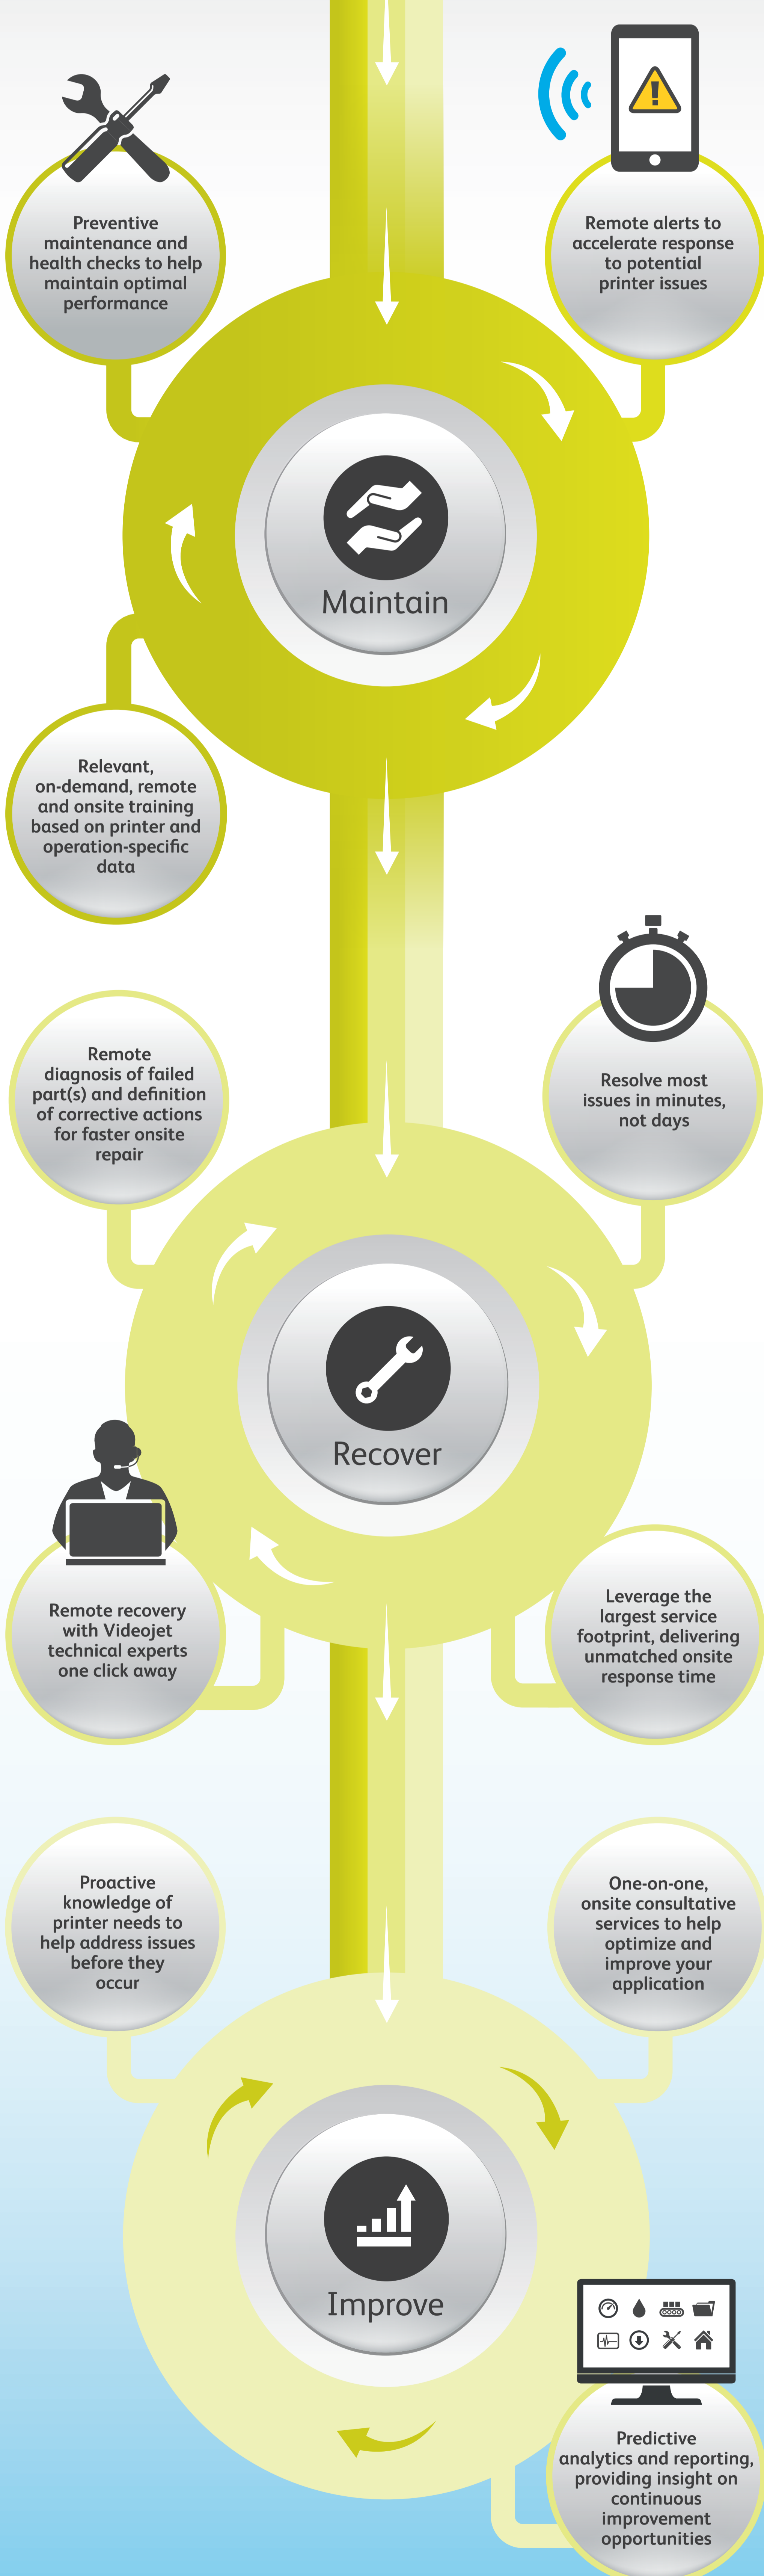 Preventive
maintenance and
health checks to help
maintain optimal
performance
Remote alerts to
accelerate response
to potential
printer issues
Maintain
Relevant,
on-demand, remote
and onsite training
based on printer and
operation-specific
data
Remote
diagnosis of failed
part(s) and definition
of corrective actions
for faster onsite
repair
Resolve most
issues in minutes,
not days
Recover
Remote recovery
with Videojet
technical experts
one click away
Leverage the
largest service
footprint, delivering
unmatched onsite
response time
Proactive
knowledge of
printer needs to
help address issues
before they
occur
One-on-one,
onsite consultative
services to help
optimize and
improve your
application
Improve
Predictive
analytics and reporting,
providing insight on
continuous
improvement
opportunities